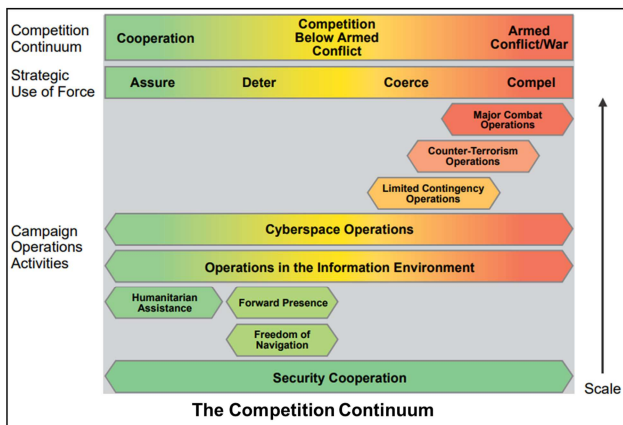 Competition
Continuum
Cooperation
Competition
Below Armed
Conflict
Armed
Conflict/War
Strategic
Use of Force
Assure
Deter
Coerce
Compel
Major Combat
Operations
Counter-Terrorism
Operations
Limited Contingency
Operations
Campaign
Operations
Activities
Cyberspace Operations
Operations in the Information Environment
Humanitarian
Assistance
Forward Presence
Freedom of
Navigation
Security Cooperation
Scale
The Competition Continuum